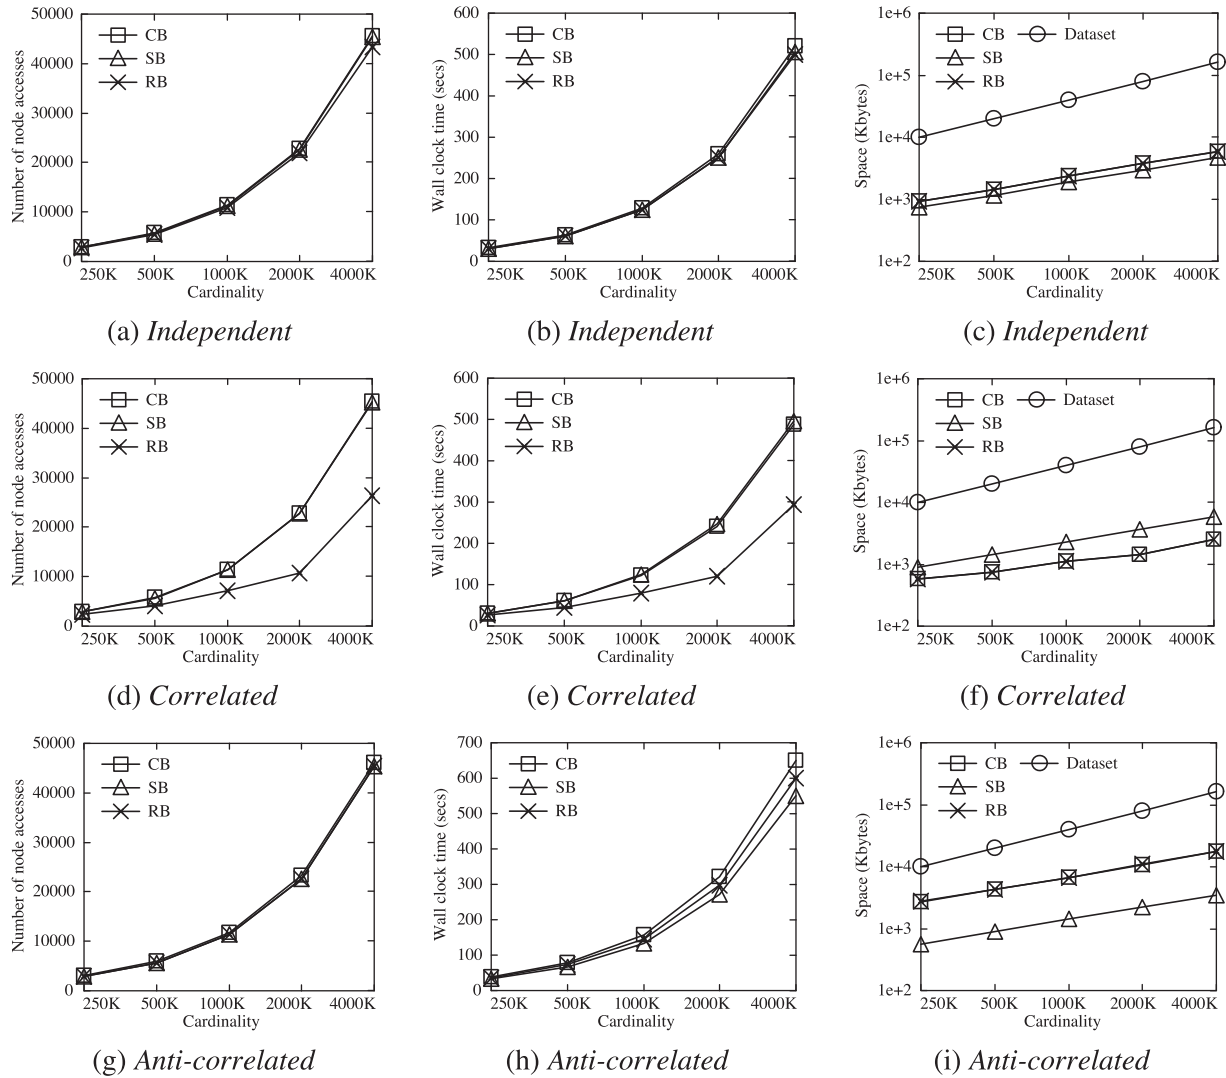 50000
40000
30000
20000
10000
0
Number of node accesses
CB
SB
RB
250K 500K 1000K 2000K 4000K
Cardinality
(a) Independent
600
500
400
300
200
100
0
Wall clock time (secs)
CB
SB
RB
250K 500K 1000K 2000K 4000K
Cardinality
(b) Independent
1e+6
1e+5
1e+4
1e+3
1e+2
Space (Kbytes)
CB Dataset
SB
RB
250K 500K 1000K 2000K 4000K
Cardinality
(c) Independent
50000
40000
30000
20000
10000
0
Number of node accesses
CB
SB
RB
250K 500K 1000K 2000K 4000K
Cardinality
(d) Correlated
600
500
400
300
200
100
0
Wall clock time (secs)
CB
SB
RB
250K 500K 1000K 2000K 4000K
Cardinality
(e) Correlated
1e+6
1e+5
1e+4
1e+3
1e+2
Space (Kbytes)
CB Dataset
SB
RB
250K 500K 1000K 2000K 4000K
Cardinality
(f) Correlated
50000
40000
30000
20000
10000
0
Number of node accesses
CB
SB
RB
250K 500K 1000K 2000K 4000K
Cardinality
(g) Anti-correlated
700
600
500
400
300
200
100
0
Wall clock time (secs)
CB
SB
RB
250K 500K 1000K 2000K 4000K
Cardinality
(h) Anti-correlated
1e+6
1e+5
1e+4
1e+3
1e+2
Space (Kbytes)
CB Dataset
SB
RB
250K 500K 1000K 2000K 4000K
Cardinality
(i) Anti-correlated